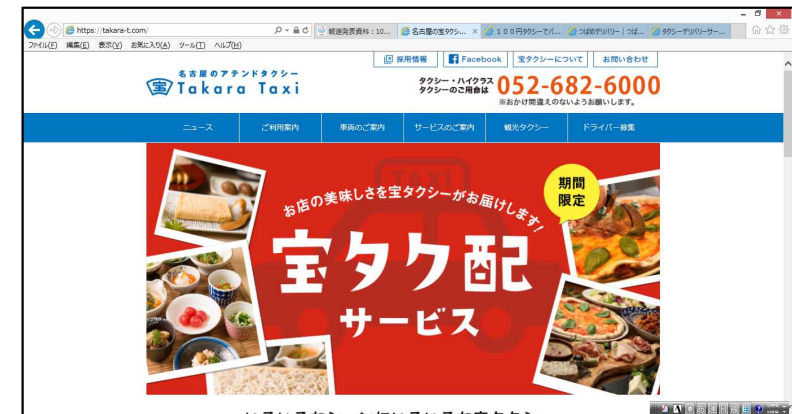 https://takara-t.com/
報道発表資料：10...
名古屋の宝タクシ...
１００円タクシーでバ...
つばめデリバリー｜つば...
タクシーデリバリーサー...
ファイル(F) 編集(E) 表示(V) お気に入り(A) ツール(T) ヘルプ(H)
採用情報 Facebook 宝タクシーについて お問い合わせ
名古屋のアテンドタクシー
宝 Takara Taxi
タクシー・ハイクラス
タクシーのご用命は
052-682-6000
※おかけ間違えのないようお願いします。
ニュース ご利用案内 車両のご案内 サービスのご案内 観光タクシー ドライバー募集
TAXI
お店の美味しさを宝タクシーがお届けします!
期間
限定
宝タク配
サービス